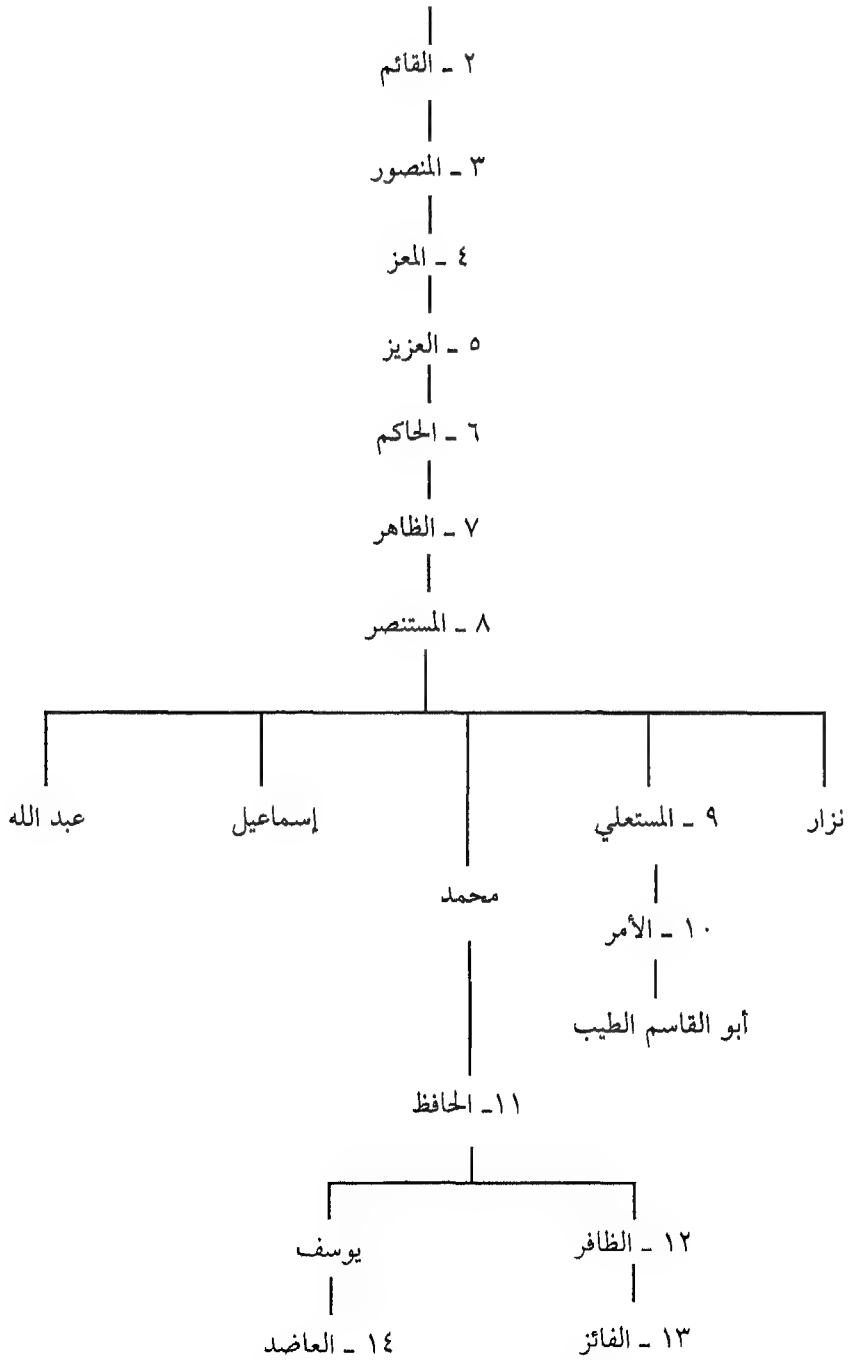 ٢ ـ القائم
٣ ـ المنصور
٤ ـ المعز
٥ ـ العزيز
٦ ـ الحاكم
٧ ـ الظاهر
٨ ـ المستنصر
نزار ٩ ـ المستعلي إسماعيل عبد الله
محمد
١٠ ـ الأمر
أبو القاسم الطيب
١١ـ الحافظ
١٢ ـ الظافر يوسف
١٣ ـ الفائز ١٤ ـ العاضد